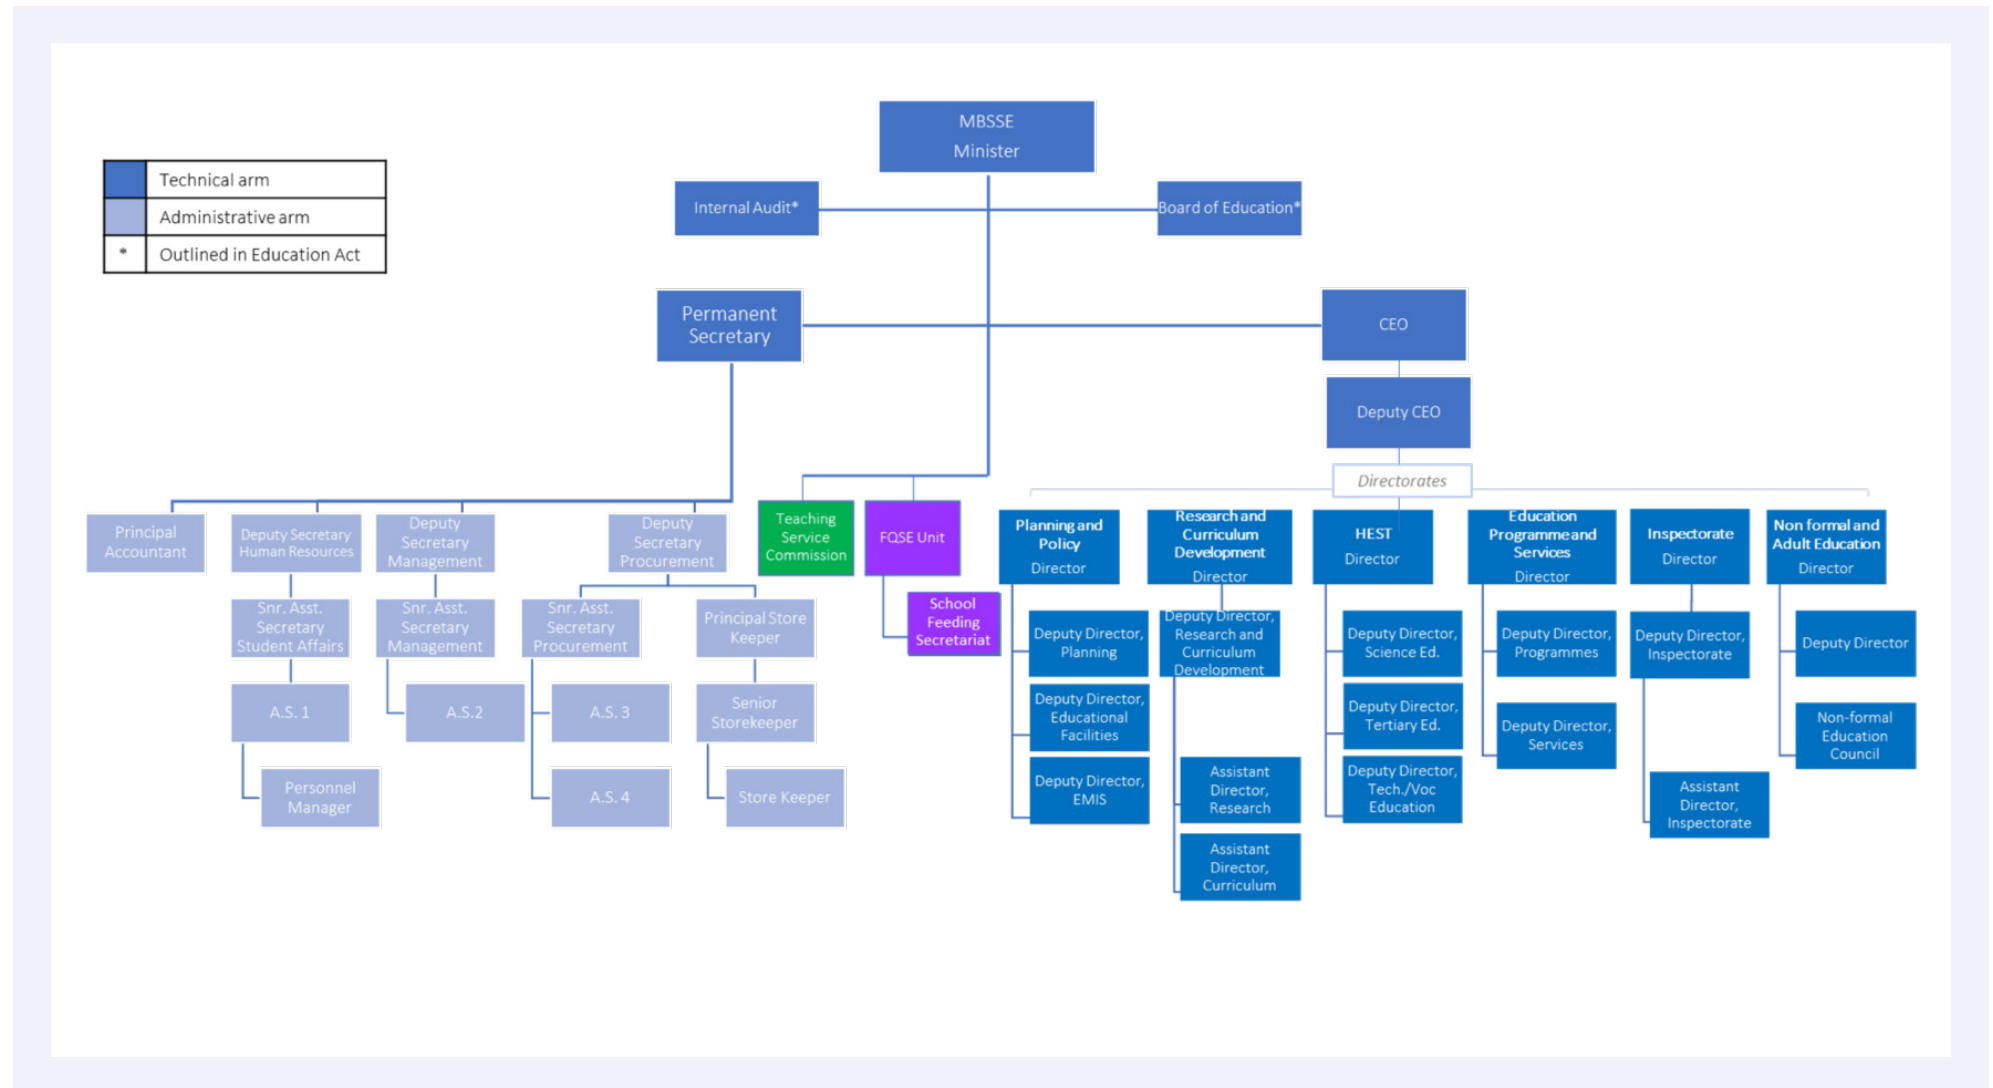 MBSSE
Minister
Technical arm
Administrative arm
* Outlined in Education Act
Internal Audit*
Board of Education*
Permanent
Secretary
CEO
Deputy CEO
Directorates
Principal
Accountant
Deputy Secretary
Human Resources
Deputy
Secretary
Management
Deputy
Secretary
Procurement
Teaching
Service
Commission
FQSE Unit
School
Feeding
Secretariat
Snr. Asst.
Secretary
Student Affairs
Snr. Asst.
Secretary
Management
Snr. Asst.
Secretary
Procurement
Principal Store
Keeper
A.S. 1
A.S.2
A.S. 3
Senior
Storekeeper
Personnel
Manager
A.S. 4
Store Keeper
Planning and
Policy
Director
Research and
Curriculum
Development
Director
HEST
Director
Education
Programme and
Services
Director
Inspectorate
Director
Non formal and
Adult Education
Director
Deputy Director,
Planning
Deputy Director,
Educational
Facilities
Deputy Director,
EMIS
Deputy Director,
Research and
Curriculum
Development
Assistant
Director,
Research
Assistant
Director,
Curriculum
Deputy Director,
Science Ed.
Deputy Director,
Tertiary Ed.
Deputy Director,
Tech./Voc
Education
Deputy Director,
Programmes
Deputy Director,
Services
Deputy Director,
Inspectorate
Assistant
Director,
Inspectorate
Deputy Director
Non-formal
Education
Council